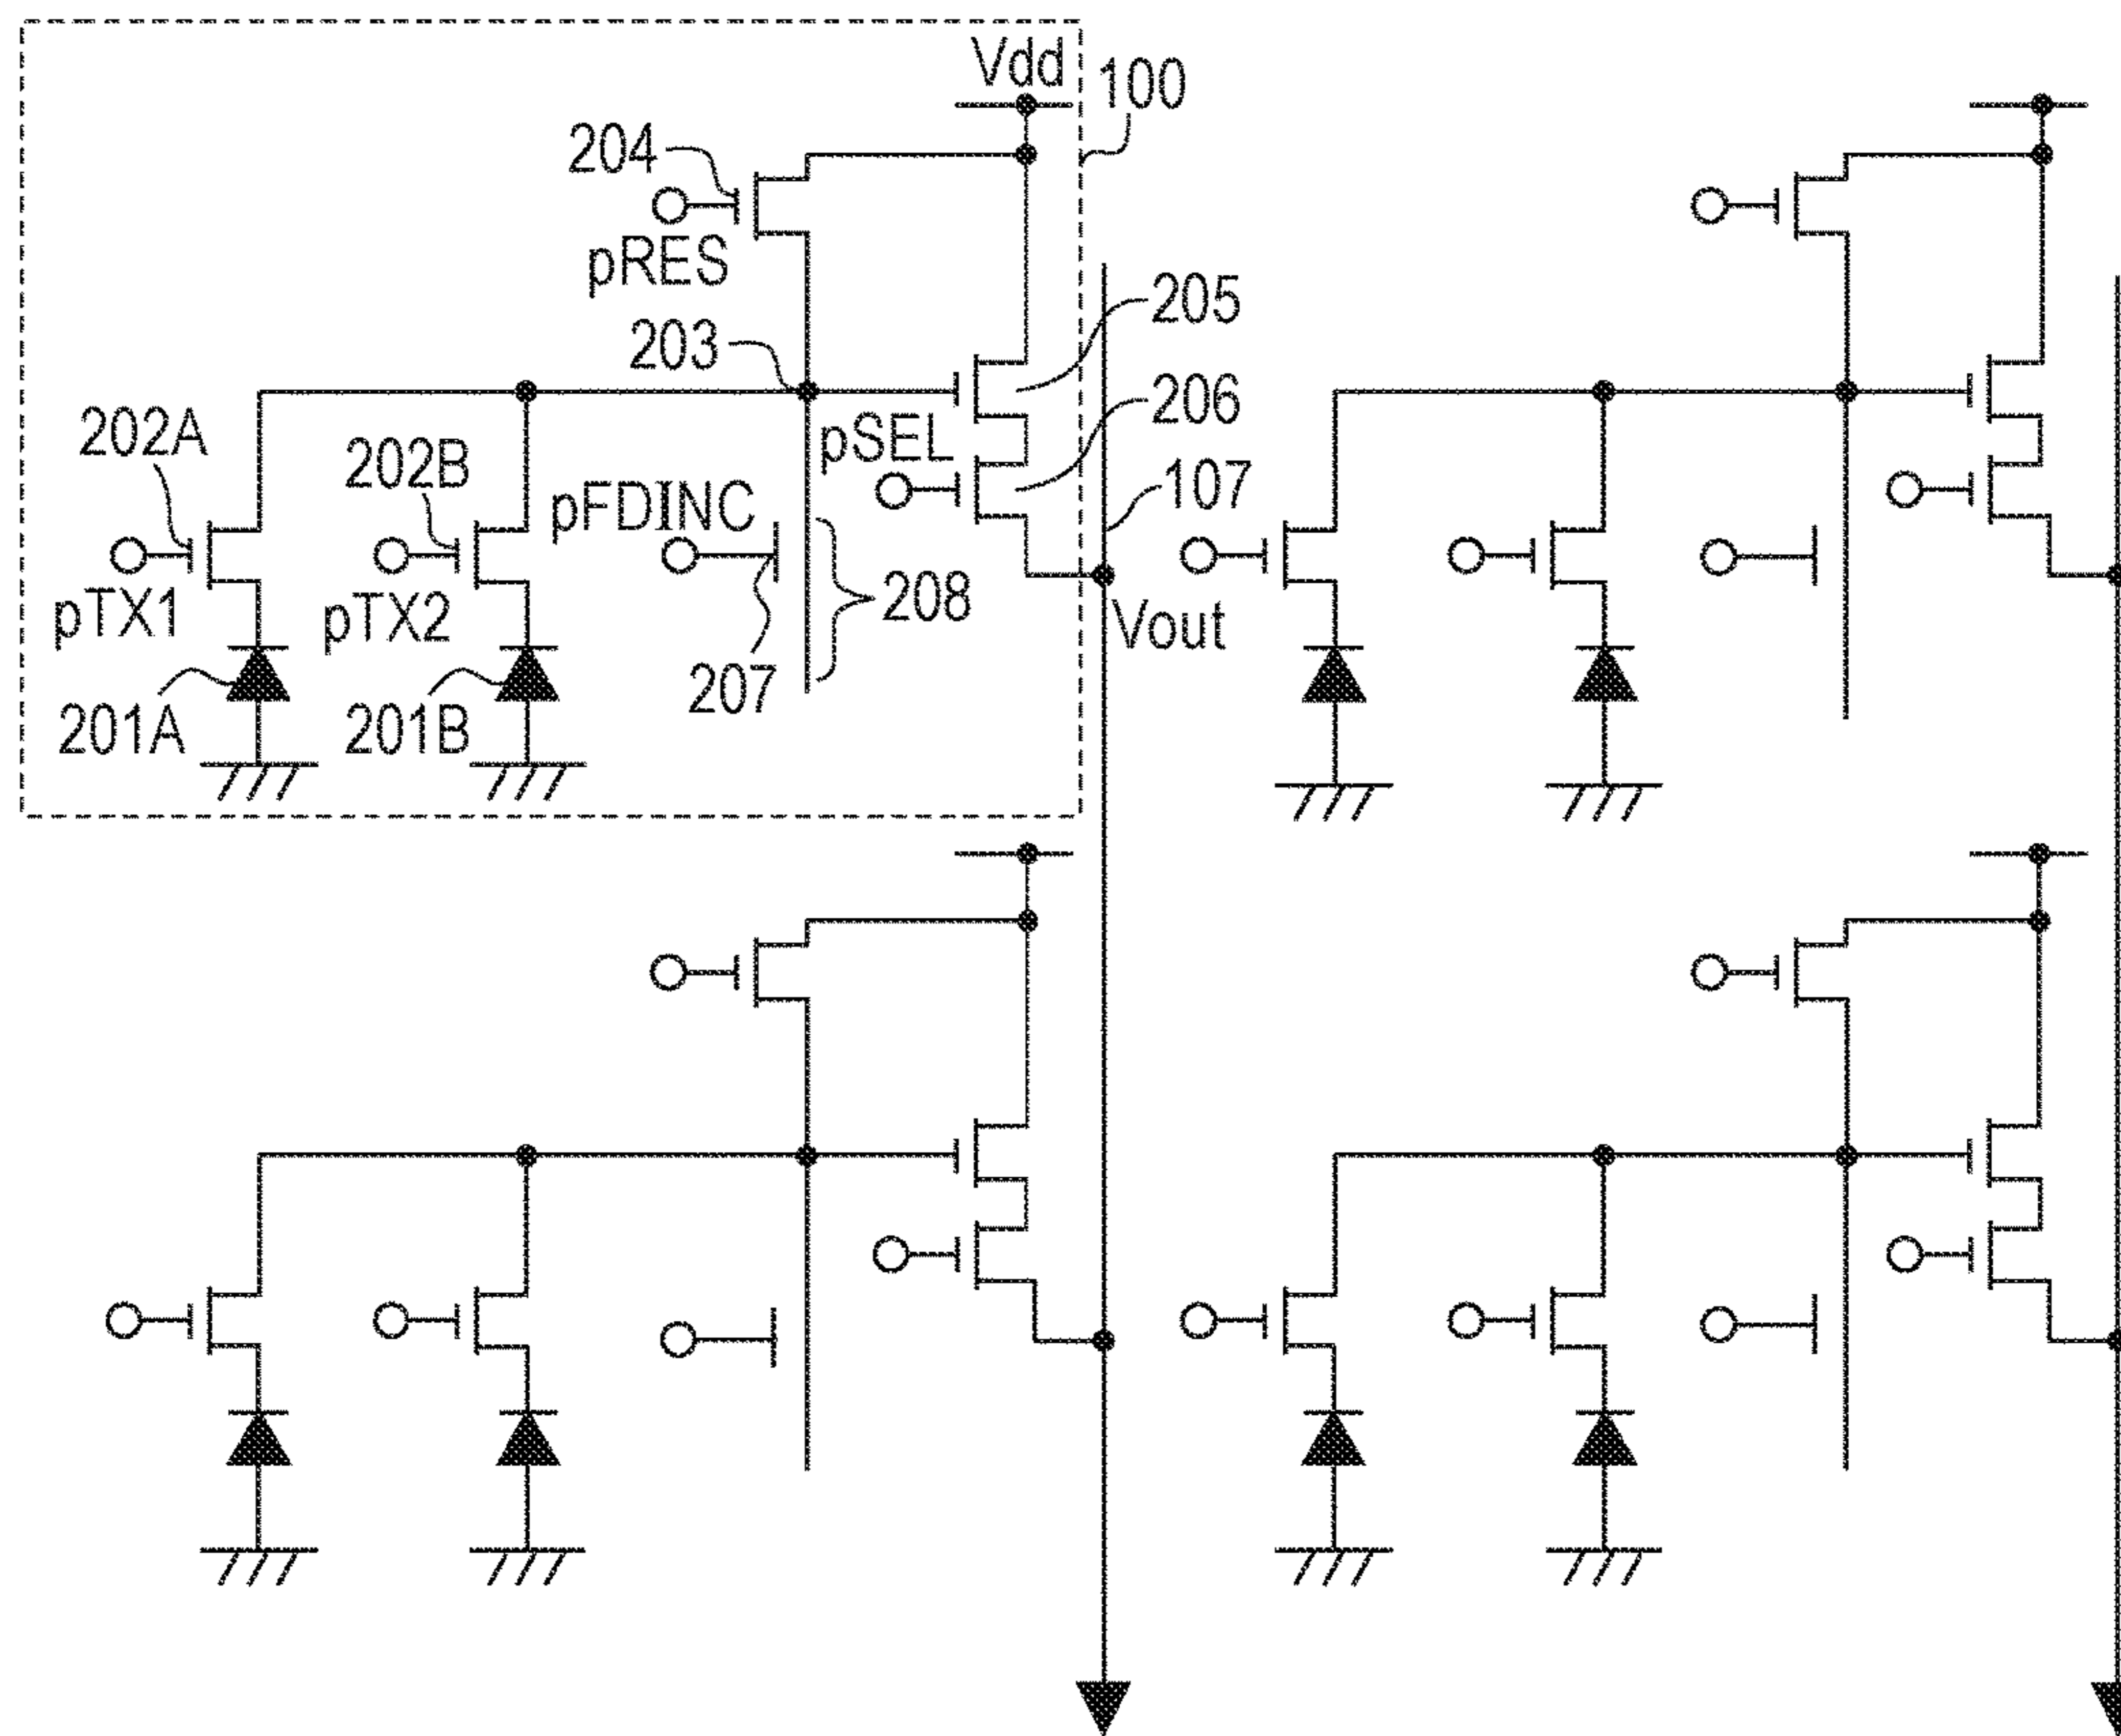 Vdd
100
204
pRES
205
203
206
202A
pSEL
202B
107
pFDINC
pTX1
pTX2
208
Vout
207
201A
201B